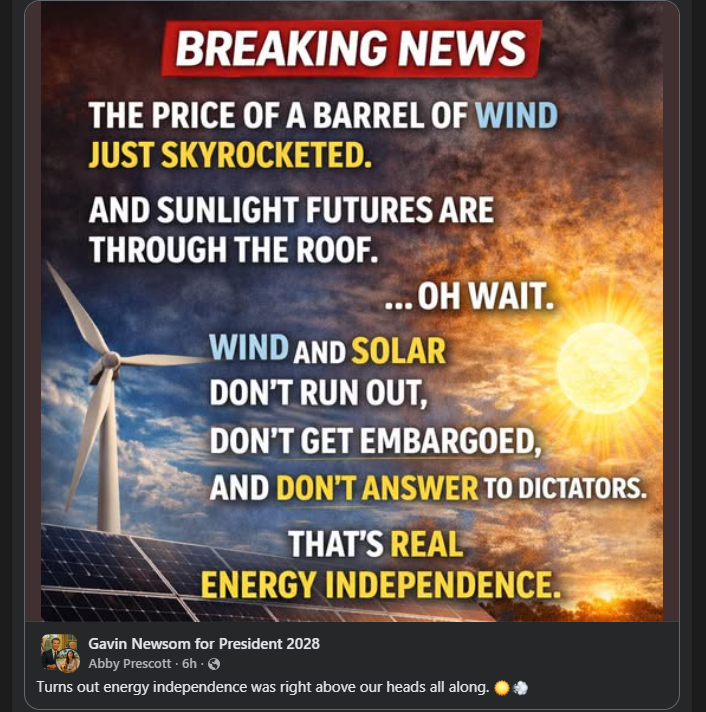 BREAKING NEWS
THE PRICE OF A BARREL OF WIND
JUST SKYROCKETED.
AND SUNLIGHT FUTURES ARE
THROUGH THE ROOF.
...OH WAIT.
WIND AND SOLAR
DON'T RUN OUT,
DON'T GET EMBARGOED,
AND DON'T ANSWER TO DICTATORS.
THAT'S REAL
ENERGY INDEPENDENCE.
Gavin Newsom for President 2028
Abby Prescott · 6h ·
Turns out energy independence was right above our heads all along. ☀️💨